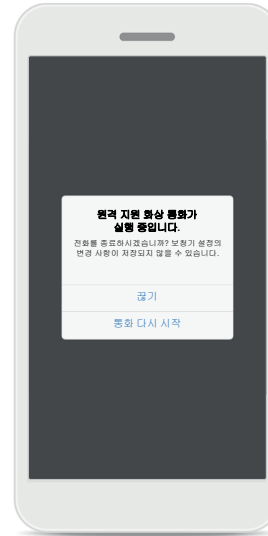 원격 지원 화상 통화가
실행 중입니다.
전화를 종료하시겠습니까? 보청기 설정의
변경 사항이 저장되지 않을 수 있습니다.
끊기
통화 다시 시작